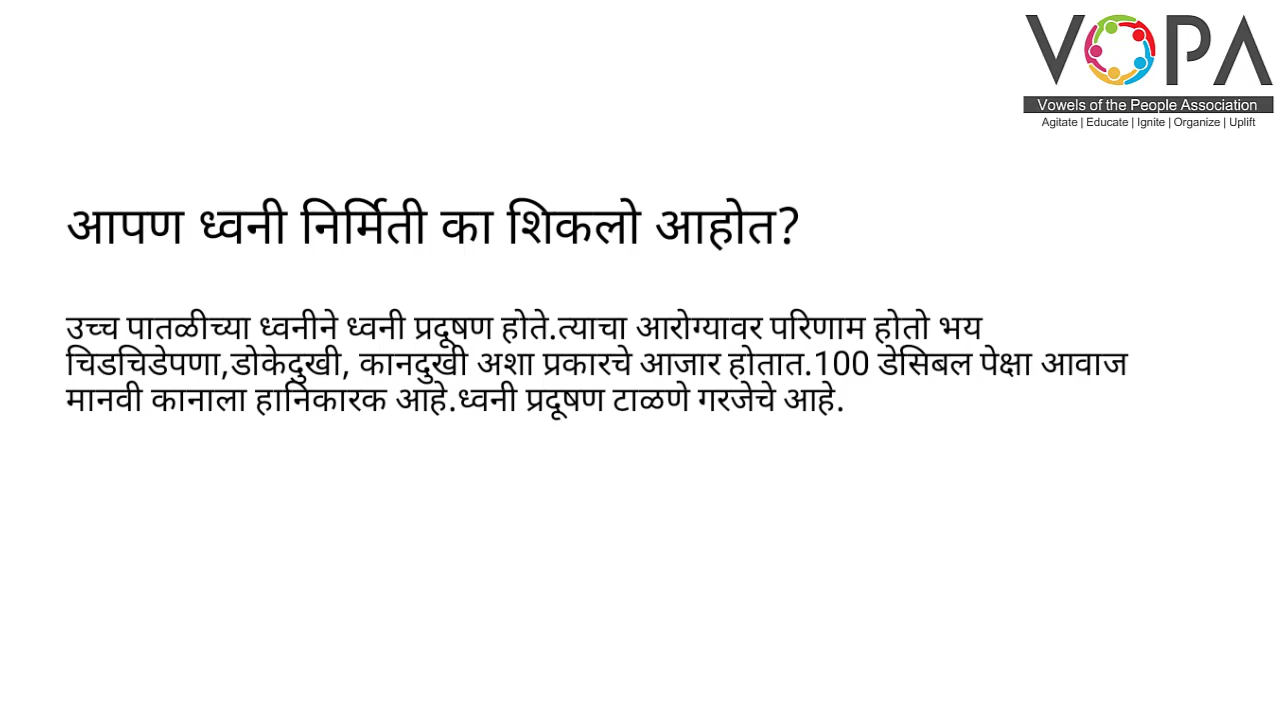 VOPA
Vowels of the People Association
Agitate | Educate | Ignite | Organize | Uplift
आपण ध्वनी निर्मिती का शिकलो आहोत?
उच्च पातळीच्या ध्वनीने ध्वनी प्रदूषण होते.त्याचा आरोग्यावर परिणाम होतो भय
चिडचिडेपणा,डोकेदुखी, कानदुखी अशा प्रकारचे आजार होतात.100 डेसिबल पेक्षा आवाज
मानवी कानाला हानिकारक आहे.ध्वनी प्रदूषण टाळणे गरजेचे आहे.